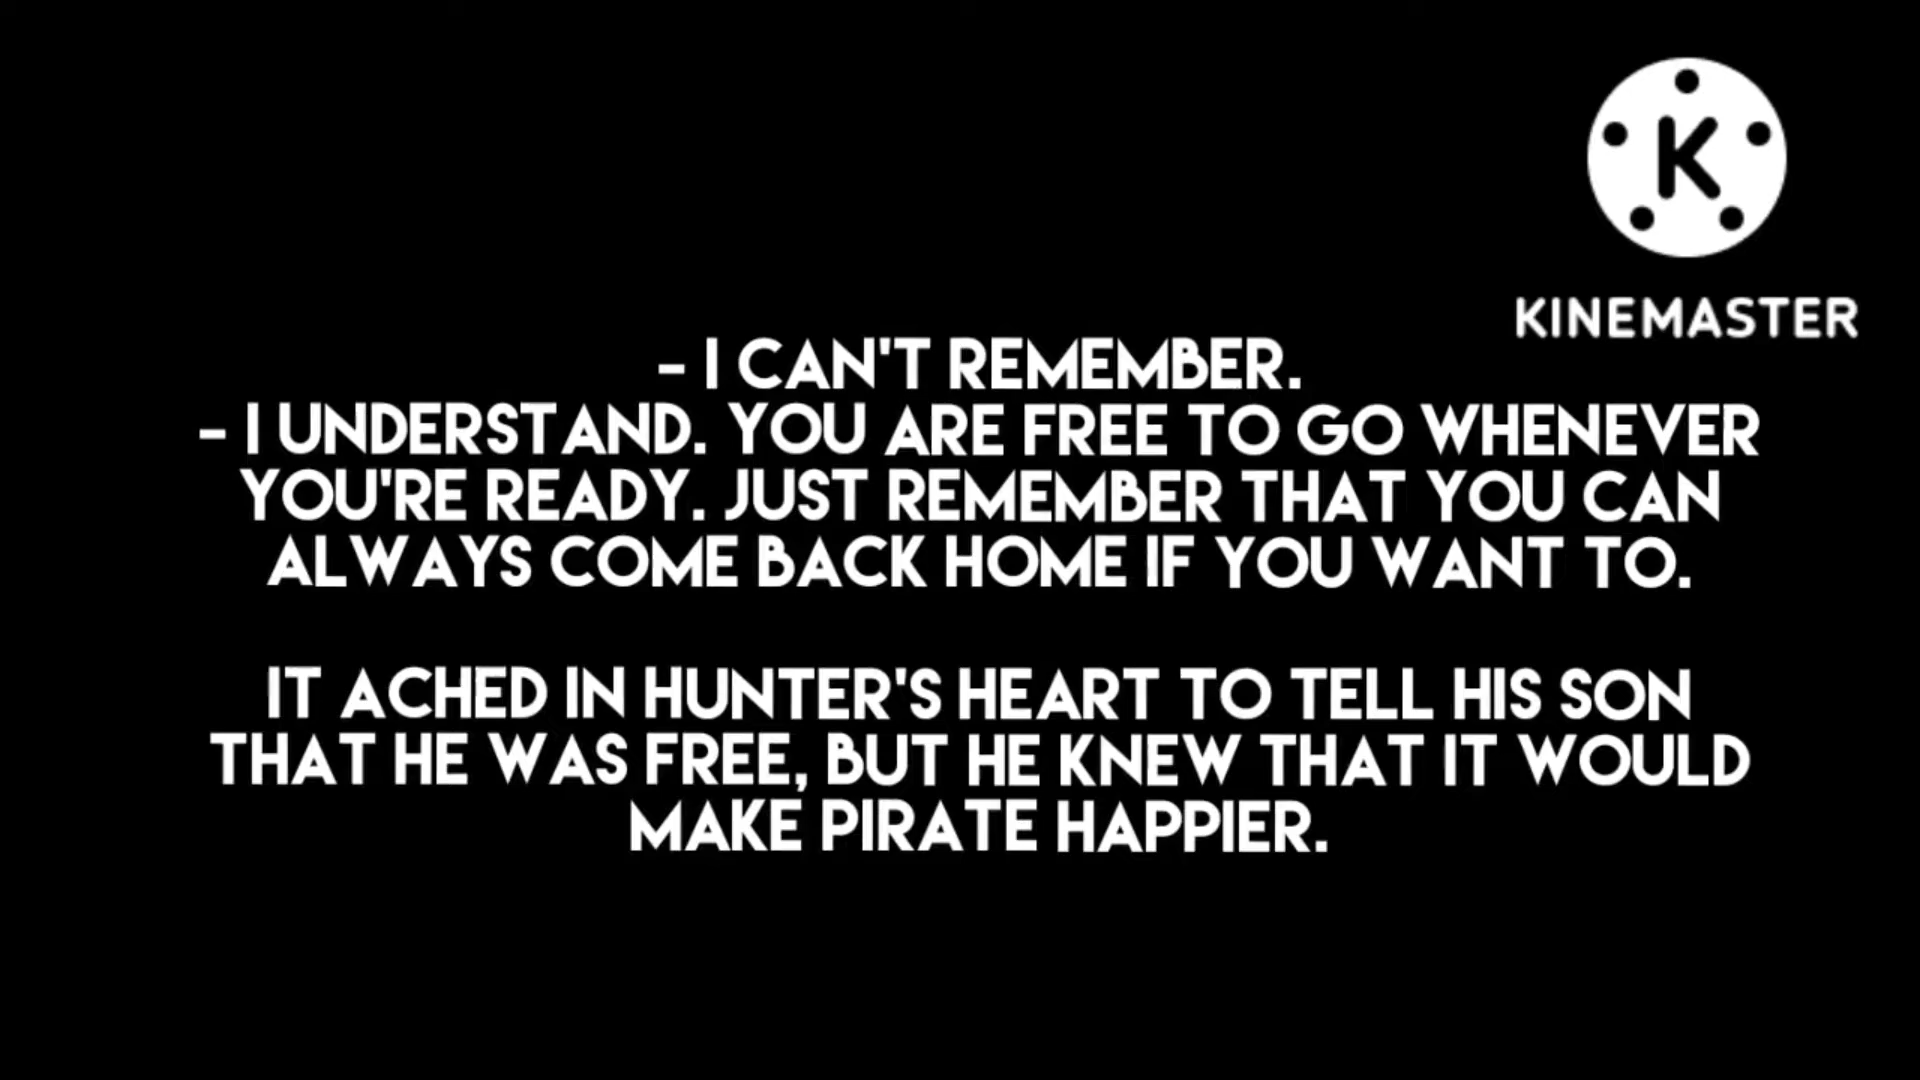 K
KINEMASTER
- I CAN'T REMEMBER.
- I UNDERSTAND. YOU ARE FREE TO GO WHENEVER
YOU'RE READY. JUST REMEMBER THAT YOU CAN
ALWAYS COME BACK HOME IF YOU WANT TO.
IT ACHED IN HUNTER'S HEART TO TELL HIS SON
THAT HE WAS FREE, BUT HE KNEW THAT IT WOULD
MAKE PIRATE HAPPIER.